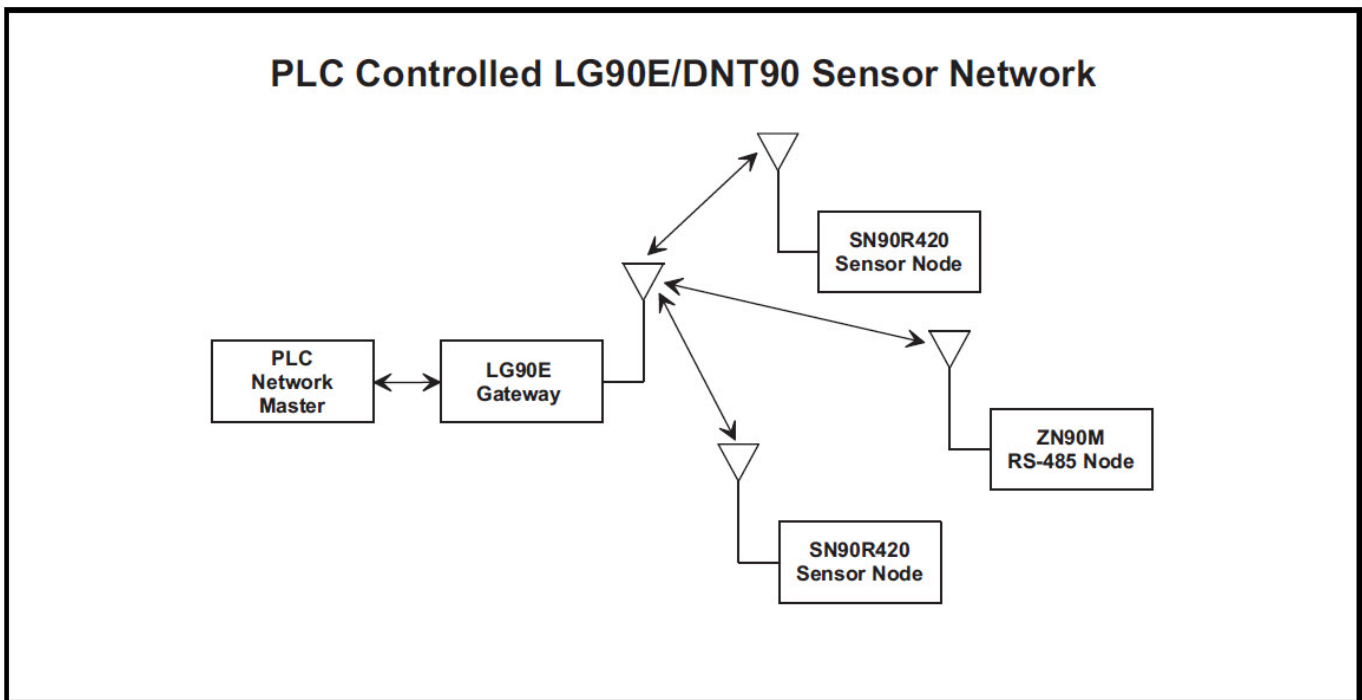 PLC Controlled LG90E/DNT90 Sensor Network
SN90R420
Sensor Node
PLC
Network
Master
LG90E
Gateway
ZN90M
RS-485 Node
SN90R420
Sensor Node